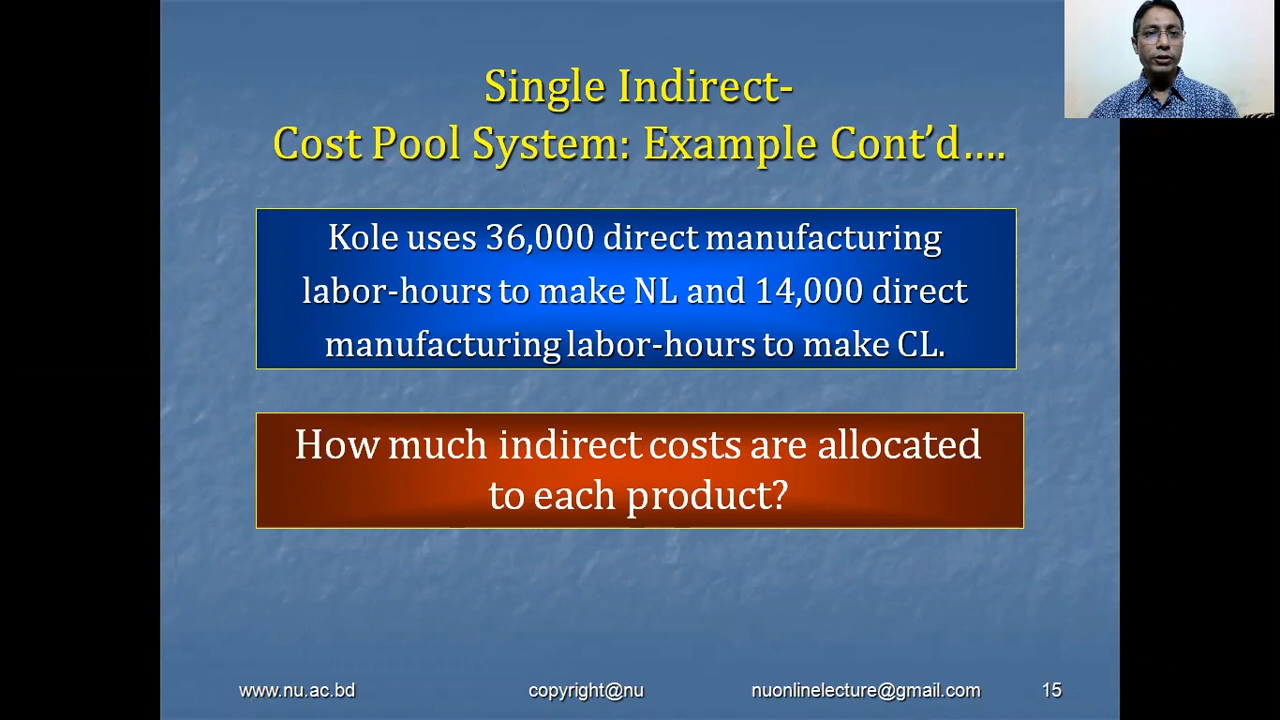 Single Indirect-
Cost Pool System: Example Cont’d....
Kole uses 36,000 direct manufacturing
labor-hours to make NL and 14,000 direct
manufacturing labor-hours to make CL.
How much indirect costs are allocated
to each product?
www.nu.ac.bd copyright@nu nuonlinelecture@gmail.com 15